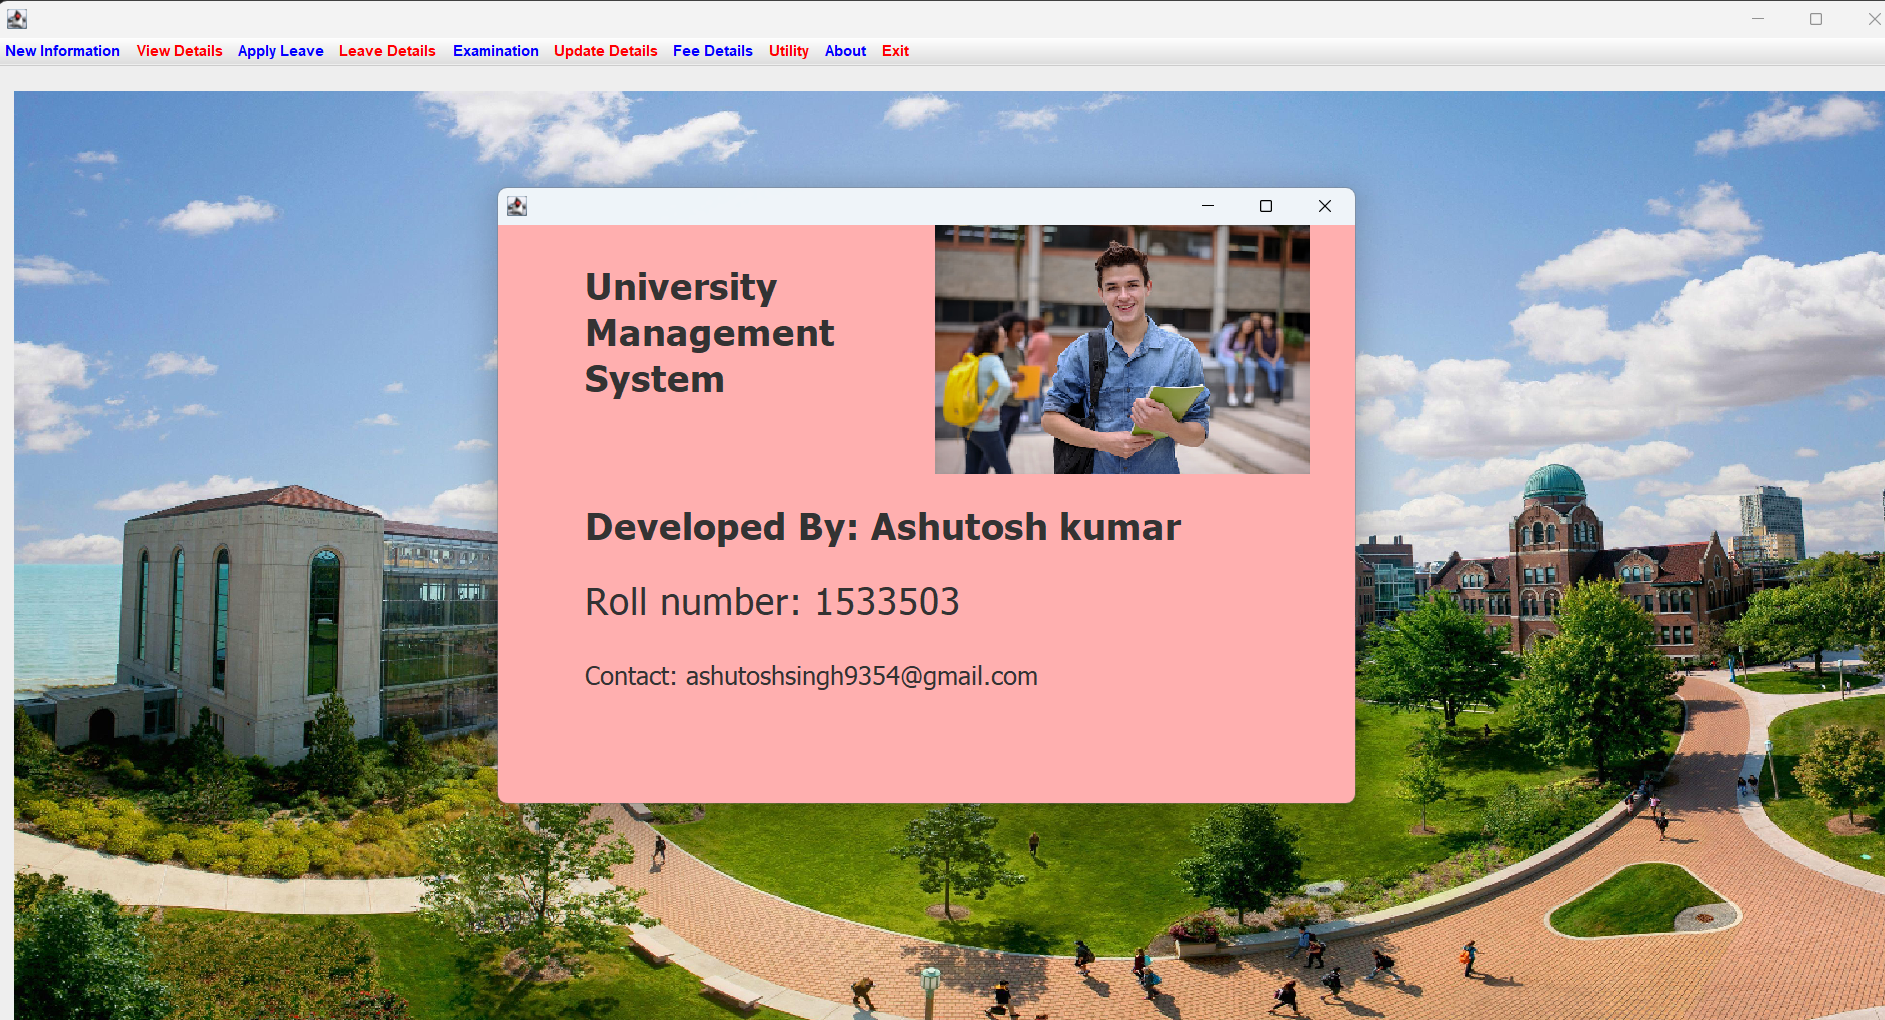 New Information View Details Apply Leave Leave Details Examination Update Details Fee Details Utility About Exit
University
Management
System
Developed By: Ashutosh kumar
Roll number: 1533503
Contact: ashutoshsingh9354@gmail.com